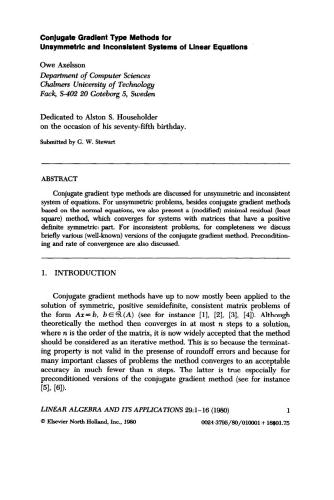 Conjugate Gradient Type Methods for
Unsymmetric and Inconsistent Systems of Linear Equations
Owe Axelsson
Department of Computer Sciences
Chalmers University of Technology
Fack, S-402 20 Goteborg 5, Sweden
Dedicated to Alston S. Householder
on the occasion of his seventy-fifth birthday.
Submitted by G. W. Stewart
ABSTRACT
Conjugate gradient type methods are discussed for unsymmetric and inconsistent
system of equations. For unsymmetric problems, besides conjugate gradient methods
based on the normal equations, we also present a (modified) minimal residual (least
square) method, which converges for systems with matrices that have a positive
definite symmetric part. For inconsistent problems, for completeness we discuss
briefly various (well-known) versions of the conjugate gradient method. Precondition-
ing and rate of convergence are also discussed.
1. INTRODUCTION
Conjugate gradient methods have up to now mostly been applied to the
solution of symmetric, positive semidefinite, consistent matrix problems of
the form Ax=b, b∈ℛ(A) (see for instance [1], [2], [3], [4]). Although
theoretically the method then converges in at most n steps to a solution,
where n is the order of the matrix, it is now widely accepted that the method
should be considered as an iterative method. This is so because the terminat-
ing property is not valid in the presense of roundoff errors and because for
many important classes of problems the method converges to an acceptable
accuracy in much fewer than n steps. The latter is true especially for
preconditioned versions of the conjugate gradient method (see for instance
[5], [6]).
LINEAR ALGEBRA AND ITS APPLICATIONS 29:1-16 (1980) 1
© Elsevier North Holland, Inc., 1980 0024-3795/80/010001+16$01.75